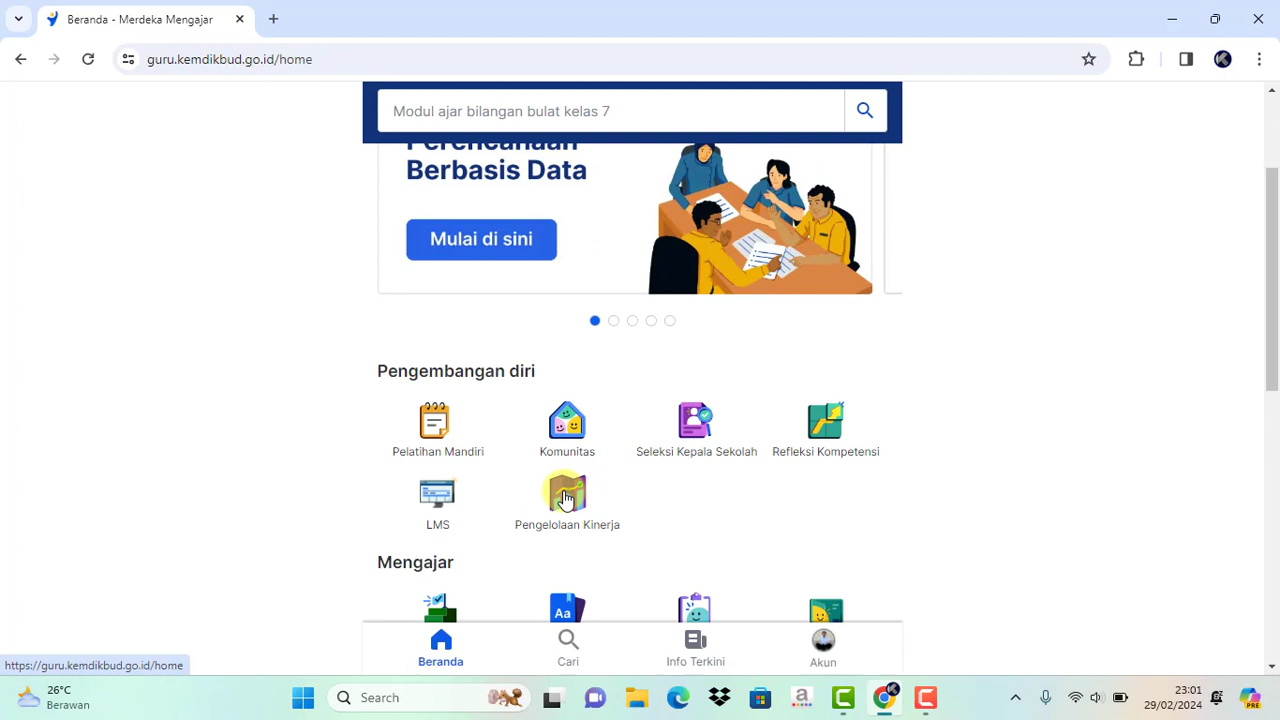 Beranda - Merdeka Mengajar
guru.kemdikbud.go.id/home
Modul ajar bilangan bulat kelas 7
Perencanaan
Berbasis Data
Mulai di sini
Pengembangan diri
Pelatihan Mandiri
Komunitas
Seleksi Kepala Sekolah
Refleksi Kompetensi
LMS
Pengelolaan Kinerja
Mengajar
Aa
Beranda
Cari
Info Terkini
Akun
https://guru.kemdikbud.go.id/home
26°C
Berawan
Search
a
23:01
29/02/2024
PRE